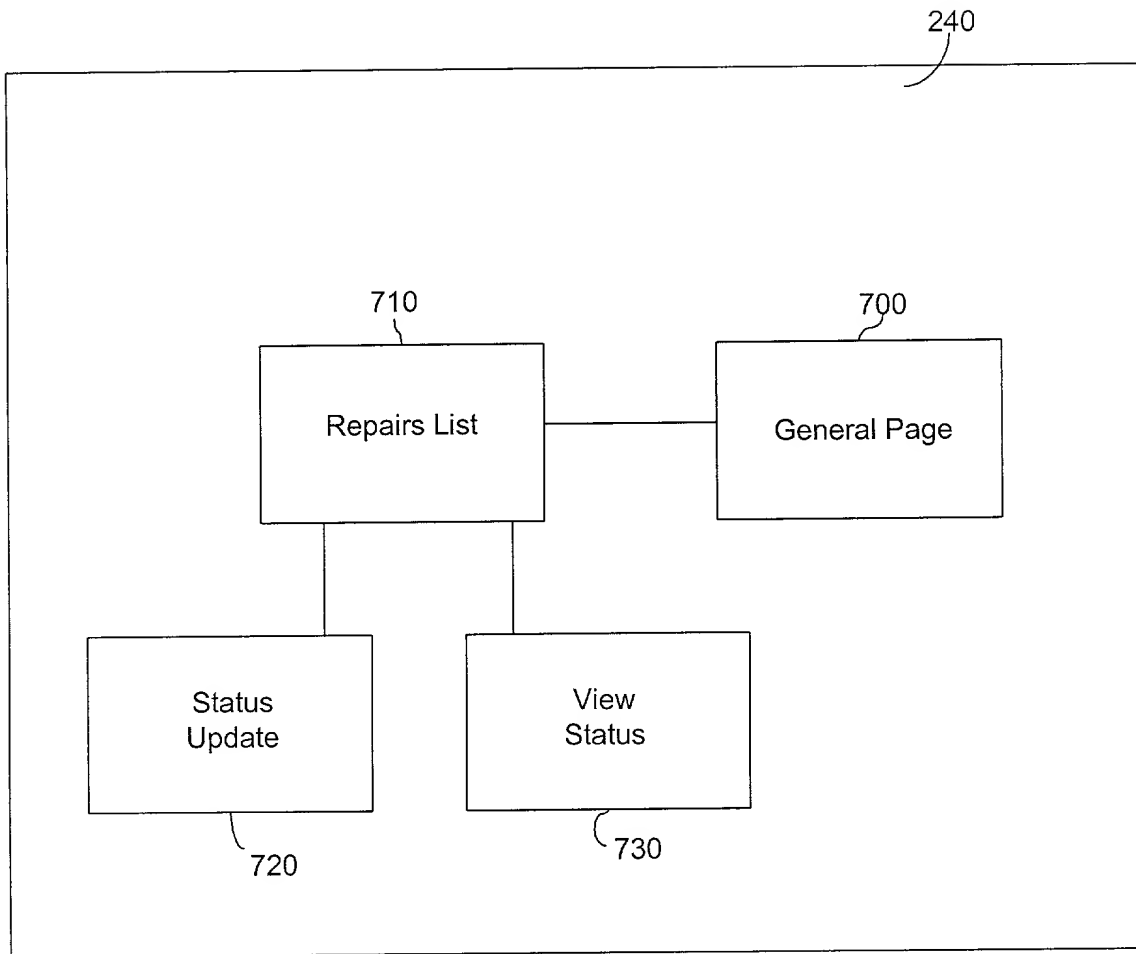 240
710
700
Repairs List
General Page
Status
Update
View
Status
720
730